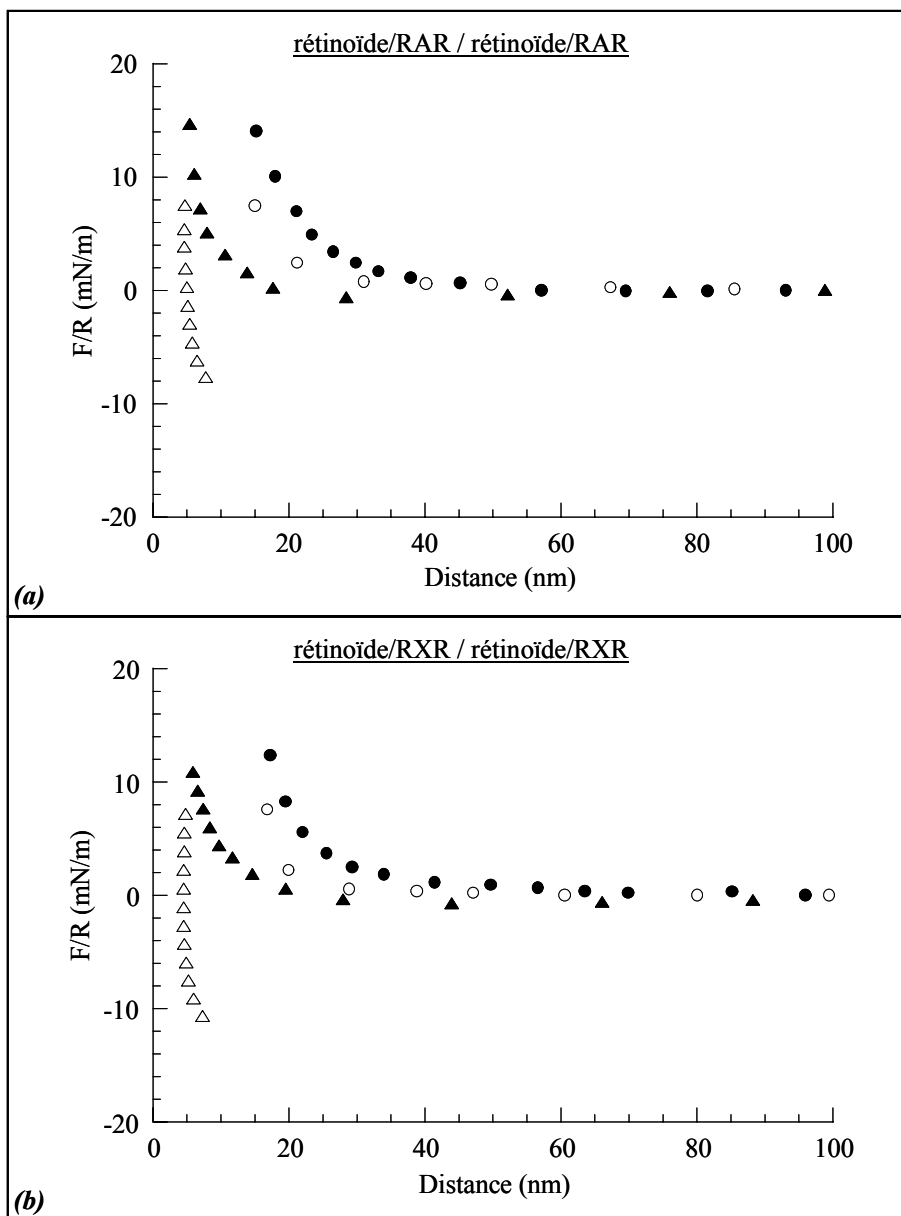 rétinoïde/RAR / rétinoïde/RAR
20
10
0
-10
-20
F/R (mN/m)
0 20 40 60 80 100
Distance (nm)
(a)
rétinoïde/RXR / rétinoïde/RXR
20
10
0
-10
-20
F/R (mN/m)
0 20 40 60 80 100
Distance (nm)
(b)